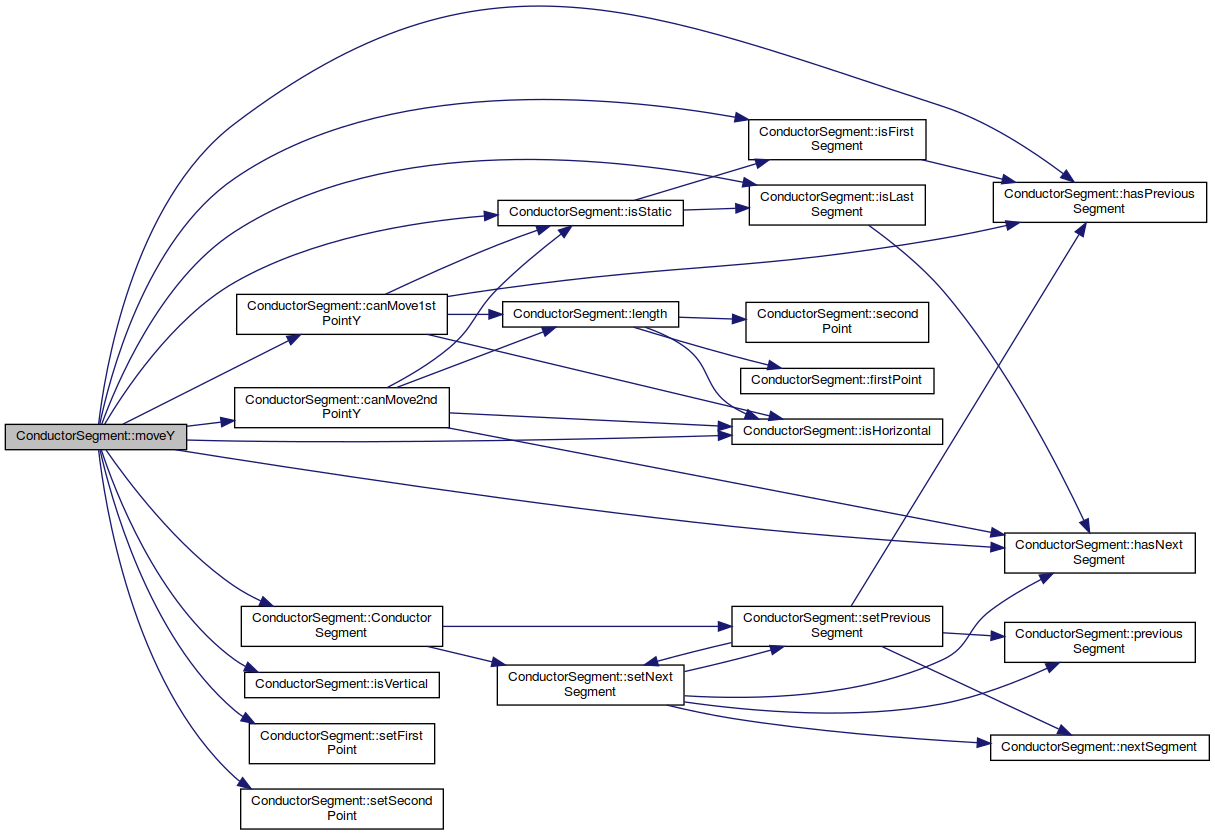 ConductorSegment::moveY
ConductorSegment::canMove1st
PointY
ConductorSegment::canMove2nd
PointY
ConductorSegment::Conductor
Segment
ConductorSegment::isVertical
ConductorSegment::setFirst
Point
ConductorSegment::setSecond
Point
ConductorSegment::isStatic
ConductorSegment::length
ConductorSegment::setNext
Segment
ConductorSegment::isFirst
Segment
ConductorSegment::isLast
Segment
ConductorSegment::second
Point
ConductorSegment::firstPoint
ConductorSegment::isHorizontal
ConductorSegment::setPrevious
Segment
ConductorSegment::hasPrevious
Segment
ConductorSegment::hasNext
Segment
ConductorSegment::previous
Segment
ConductorSegment::nextSegment